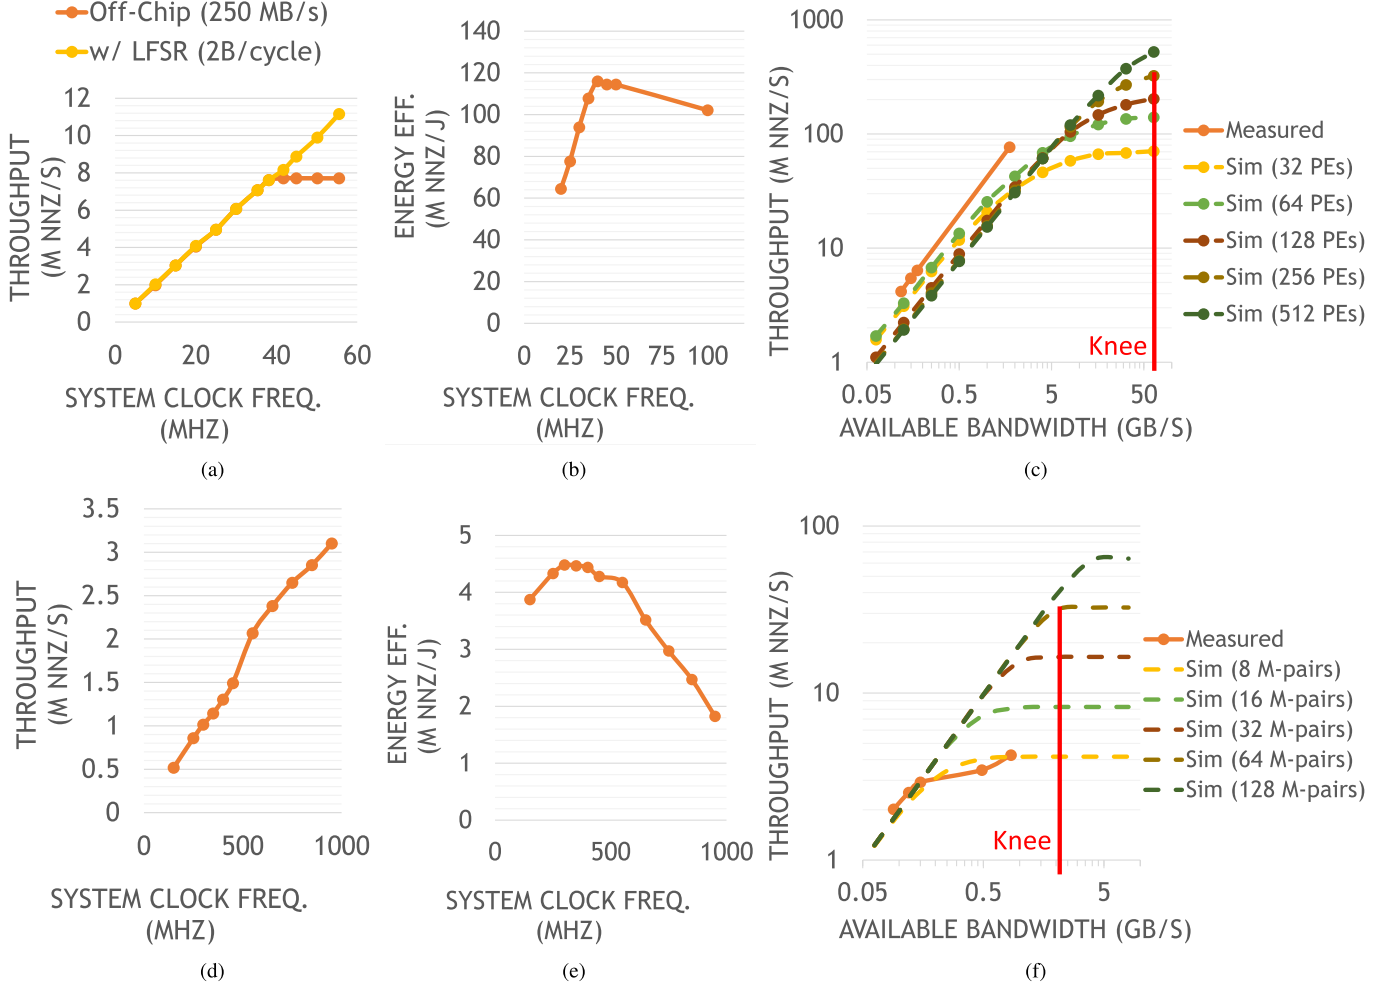 Off-Chip (250 MB/s)
w/ LFSR (2B/cycle)
THROUGHPUT
(M NNZ/S)
12
10
8
6
4
2
0
0 20 40 60
SYSTEM CLOCK FREQ.
(MHZ)
(a)
ENERGY EFF.
(M NNZ/J)
140
120
100
80
60
40
20
0
0 25 50 75 100
SYSTEM CLOCK FREQ.
(MHZ)
(b)
THROUGHPUT (M NNZ/S)
1000
100
10
1
0.05 0.5 5 50
Knee
AVAILABLE BANDWIDTH (GB/S)
Measured
Sim (32 PEs)
Sim (64 PEs)
Sim (128 PEs)
Sim (256 PEs)
Sim (512 PEs)
(c)
THROUGHPUT
(M NNZ/S)
3.5
3
2.5
2
1.5
1
0.5
0
0 500 1000
SYSTEM CLOCK FREQ.
(MHZ)
(d)
ENERGY EFF.
(M NNZ/J)
5
4
3
2
1
0
0 500 1000
SYSTEM CLOCK FREQ.
(MHZ)
(e)
THROUGHPUT (M NNZ/S)
100
10
1
0.05 0.5 5
Knee
AVAILABLE BANDWIDTH (GB/S)
Measured
Sim (8 M-pairs)
Sim (16 M-pairs)
Sim (32 M-pairs)
Sim (64 M-pairs)
Sim (128 M-pairs)
(f)